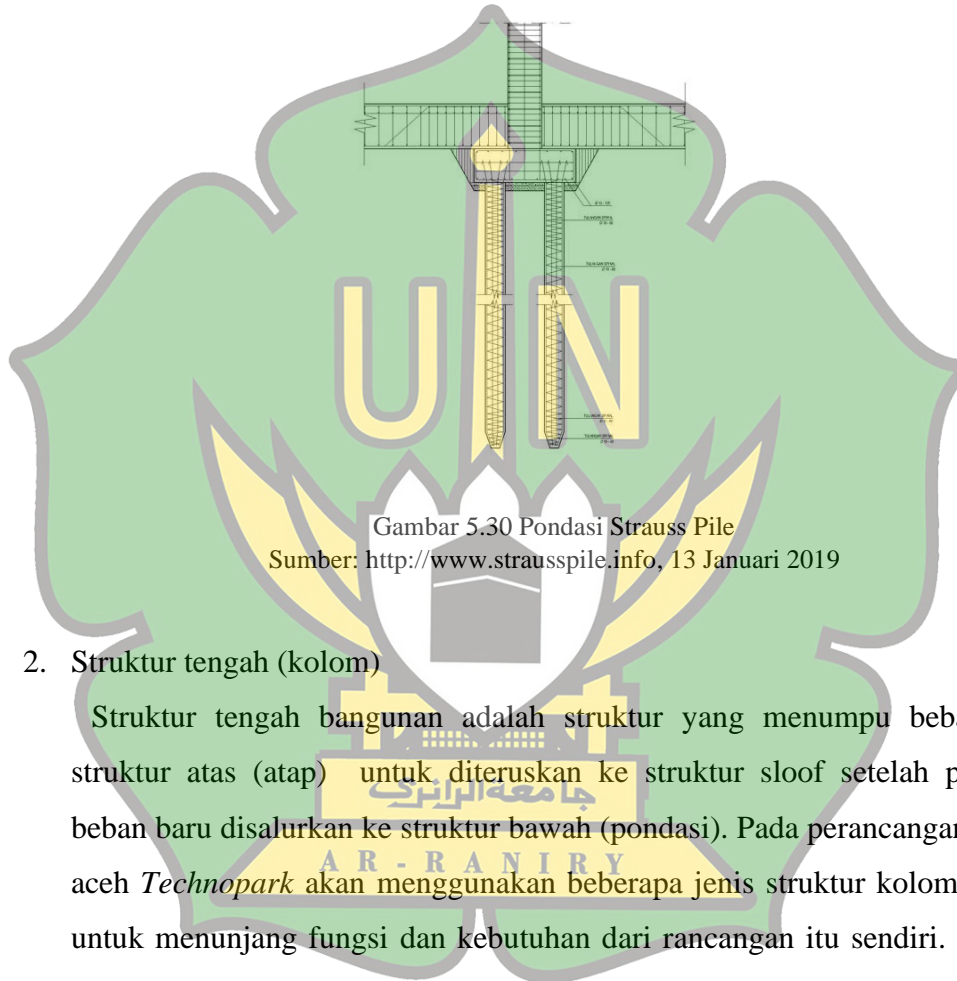 UIN
Gambar 5.30 Pondasi Strauss Pile
Sumber: http://www.strausspile.info, 13 Januari 2019
2. Struktur tengah (kolom)
Struktur tengah bangunan adalah struktur yang menumpu
struktur atas (atap) untuk diteruskan ke struktur sloof setelah
جامعة الرانري
beban baru disalurkan ke struktur bawah (pondasi). Pada perancangan
AR-RANIRY
aceh Technopark akan menggunakan beberapa jenis struktur kolom
untuk menunjang fungsi dan kebutuhan dari rancangan itu sendiri.